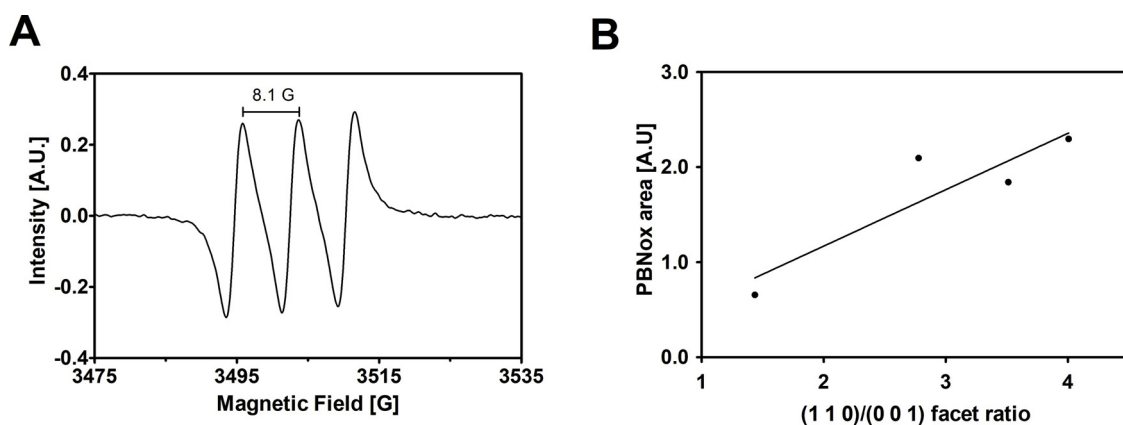 A
0.4
0.2
0.0
-0.2
-0.4
Intensity [A.U.]
8.1 G
3475 3495 3515 3535
Magnetic Field [G]
B
3.0
2.0
1.0
0.0
PBNox area [A.U]
1 2 3 4
(1 1 0)/(0 0 1) facet ratio